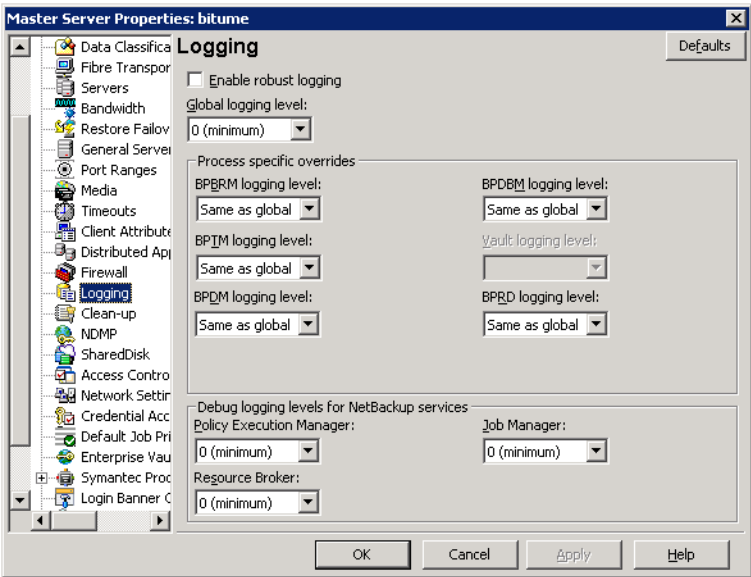 Master Server Properties: bitume
Data Classifica
Fibre Transpor
Servers
Bandwidth
Restore Failov
General Server
Port Ranges
Media
Timeouts
Client Attribute
Distributed App
Firewall
Logging
Clean-up
NDMP
SharedDisk
Access Contro
Network Settin
Credential Acc
Default Job Pri
Enterprise Vau
Symantec Prod
Login Banner C
Logging
Defaults
Enable robust logging
Global logging level:
0 (minimum)
Process specific overrides
BPBRM logging level:
Same as global
BPDBM logging level:
Same as global
BPTM logging level:
Same as global
Vault logging level:
BPDM logging level:
Same as global
BPRD logging level:
Same as global
Debug logging levels for NetBackup services
Policy Execution Manager:
0 (minimum)
Job Manager:
0 (minimum)
Resource Broker:
0 (minimum)
OK
Cancel
Apply
Help